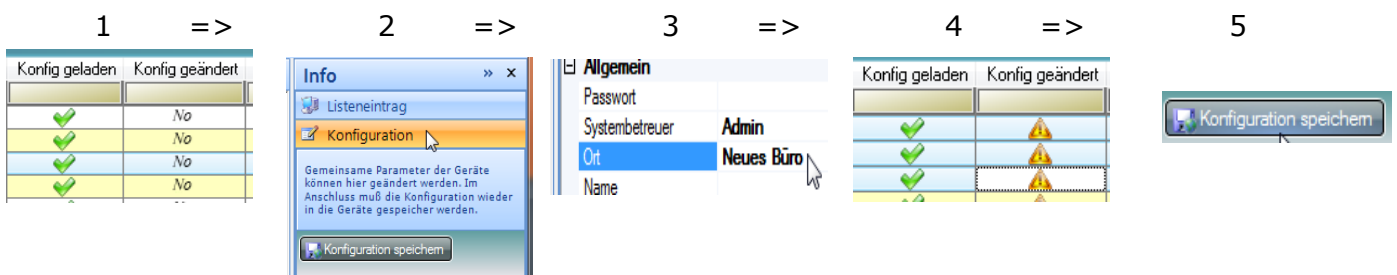 1 => 2 => 3 => 4 => 5
Konfig geladen Konfig geändert
No
No
No
No
Info » x
Listeneintrag
Konfiguration
Gemeinsame Parameter der Geräte
können hier geändert werden. Im
Anschluss muß die Konfiguration wieder
in die Geräte gespeicher werden.
Konfiguration speichern
Allgemein
Passwort
Systembetreuer Admin
Ort Neues Büro
Name
Konfig geladen Konfig geändert
Konfiguration speichern